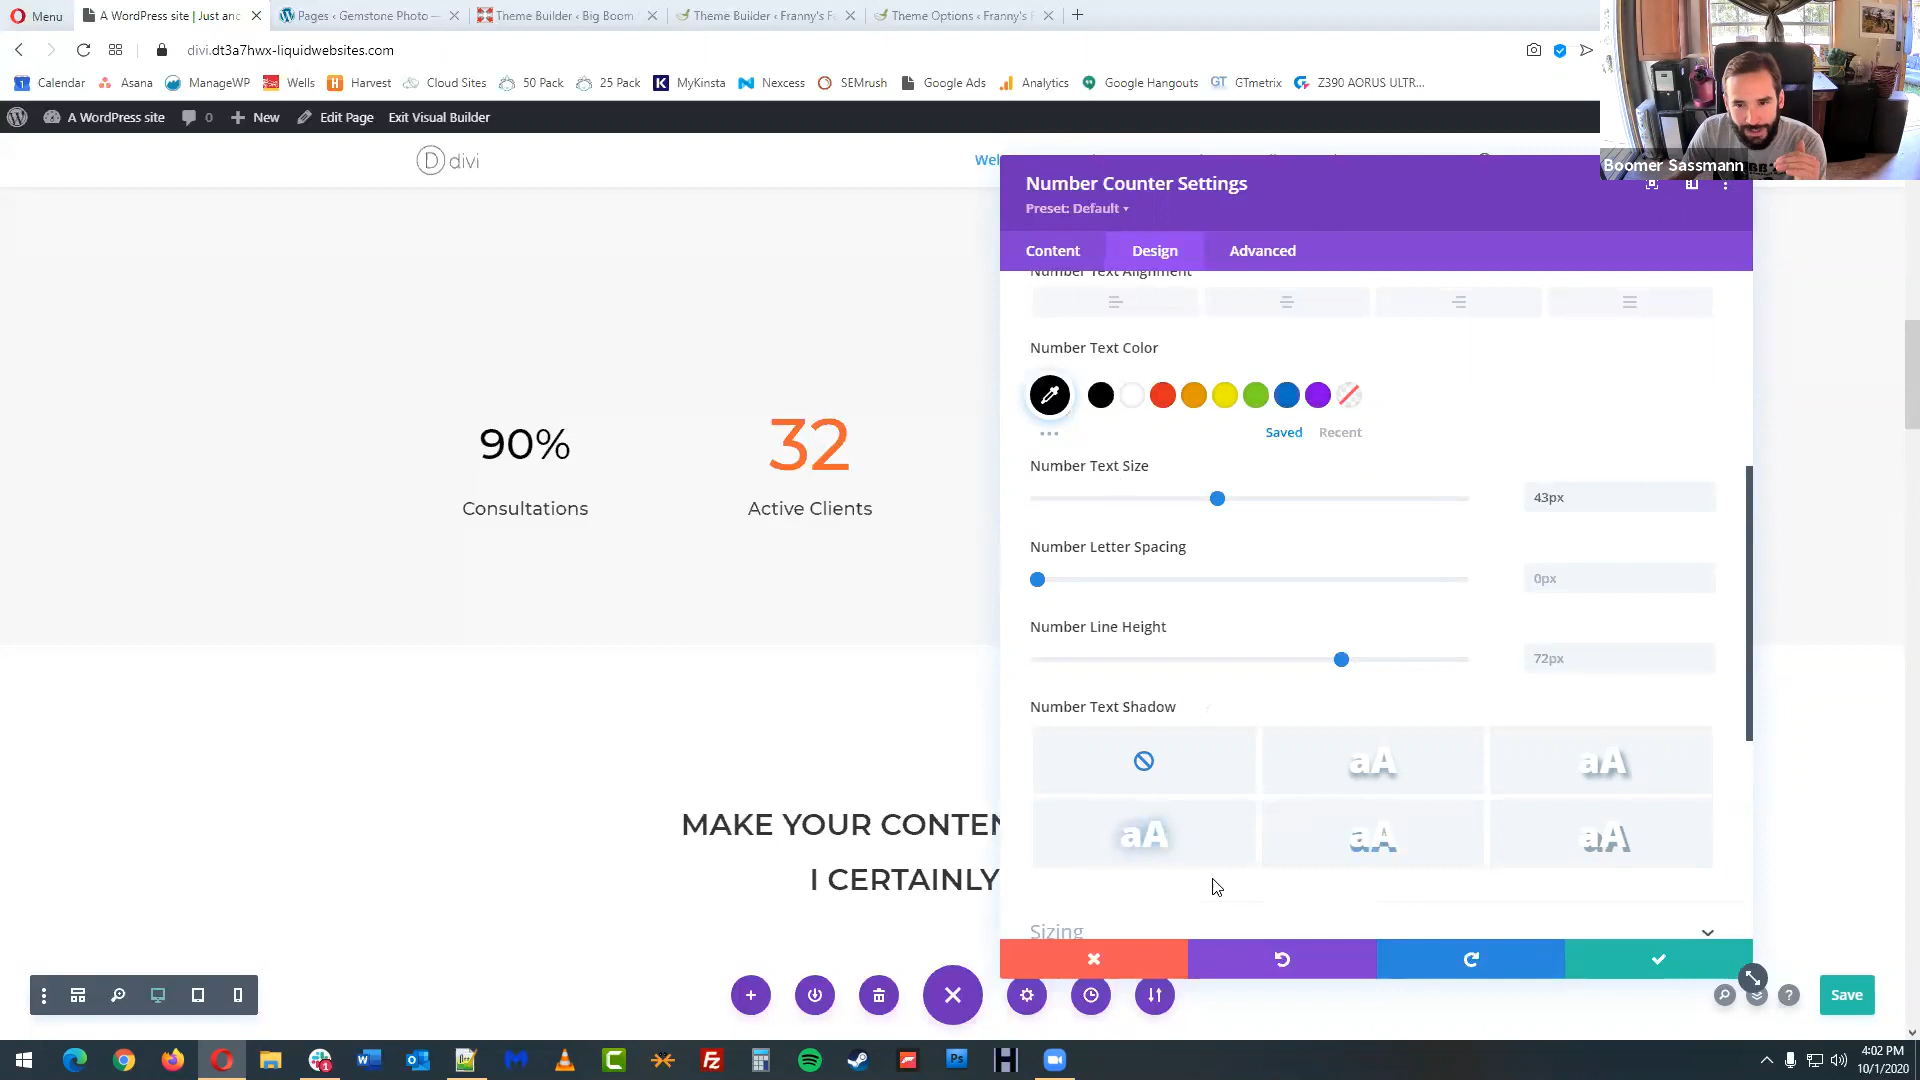 Menu
A WordPress site | Just anc
Pages ‹ Gemstone Photo —
Theme Builder ‹ Big Boom
Theme Builder ‹ Franny's F
Theme Options ‹ Franny's F
divi.dt3a7hwx-liquidwebsites.com
Calendar
Asana
ManageWP
Wells
Harvest
Cloud Sites
50 Pack
25 Pack
MyKinsta
Nexcess
SEMrush
Google Ads
Analytics
Google Hangouts
GTmetrix
Z390 AORUS ULTR...
A WordPress site
0
New
Edit Page
Exit Visual Builder
Boomer Sassmann
divi
Wel
Number Counter Settings
Preset: Default
Content
Design
Advanced
Number Text Alignment
Number Text Color
Saved
Recent
Number Text Size
43px
Number Letter Spacing
0px
Number Line Height
72px
Number Text Shadow
aA
aA
aA
aA
aA
Sizing
90%
32
Consultations
Active Clients
MAKE YOUR CONTEN
I CERTAINLY
Save
4:02 PM
10/1/2020